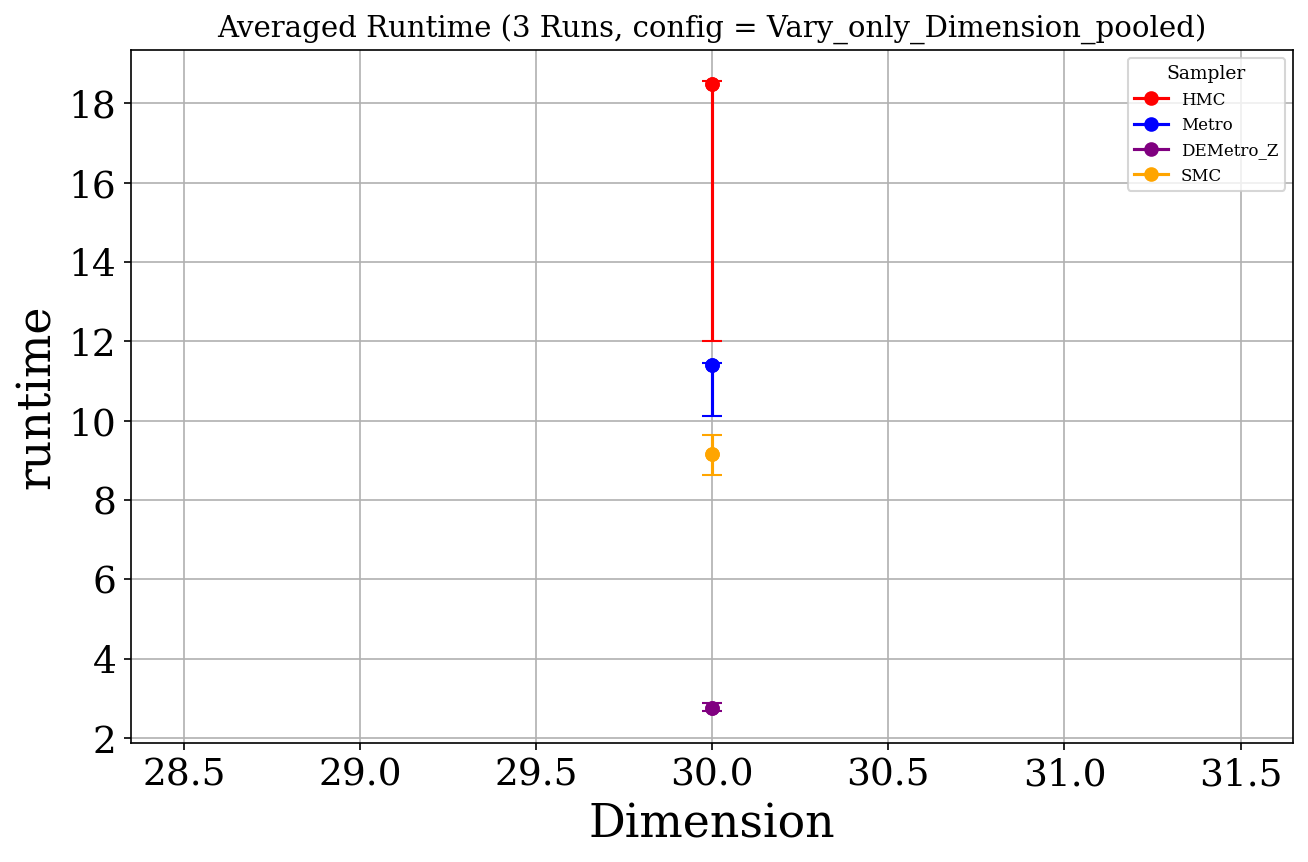 Averaged Runtime (3 Runs, config = Vary_only_Dimension_pooled)
Sampler
HMC
Metro
DEMetro_Z
SMC
runtime
18
16
14
12
10
8
6
4
2
28.5 29.0 29.5 30.0 30.5 31.0 31.5
Dimension